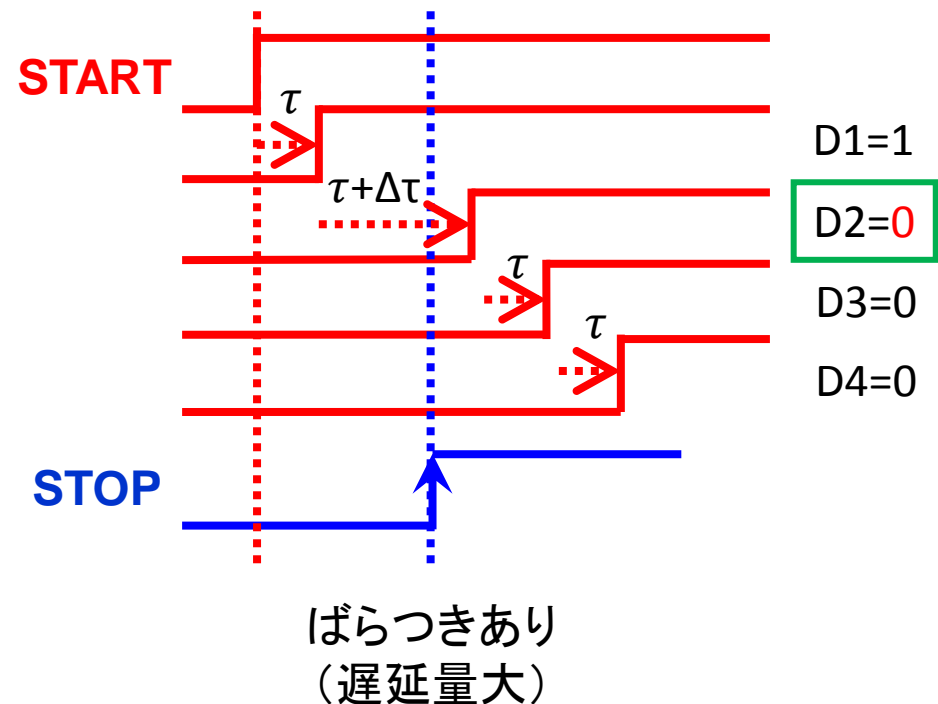 START
τ
τ+Δτ
τ
τ
D1=1
D2=0
D3=0
D4=0
STOP
ばらつきあり
（遅延量大）